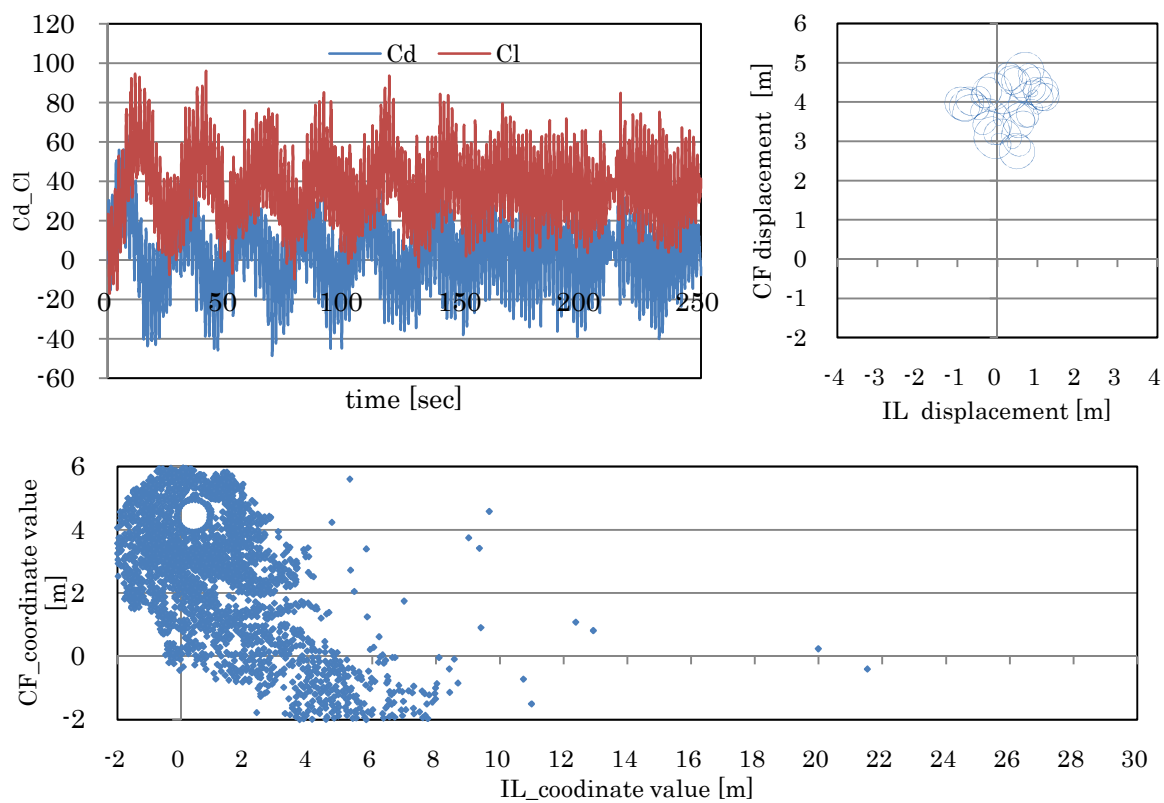 120
100
80
60
40
20
0
-20
-40
-60
Cd_Cl
Cd Cl
0 50 100 150 200 250
time [sec]
6
5
4
3
2
1
0
-1
-2
CF displacement [m]
-4 -3 -2 -1 0 1 2 3 4
IL displacement [m]
6
4
2
0
-2
CF_coordinate value
[m]
-2 0 2 4 6 8 10 12 14 16 18 20 22 24 26 28 30
IL_coodinate value [m]